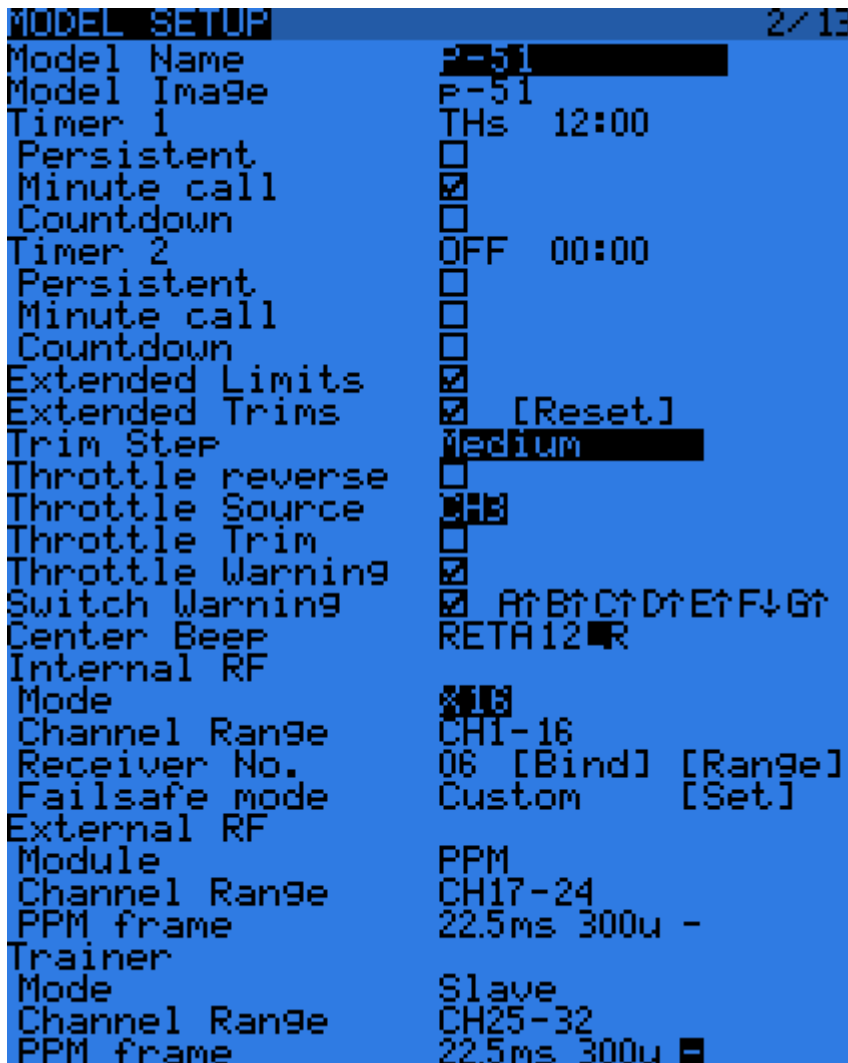 MODEL SETUP 2/13
Model Name P-51
Model Image P-51
Timer 1 THs 12:00
Persistent
Minute call
Countdown
Timer 2 OFF 00:00
Persistent
Minute call
Countdown
Extended Limits
Extended Trims [Reset]
Trim Step Medium
Throttle reverse
Throttle Source CH3
Throttle Trim
Throttle Warning
Switch Warning A↑B↑C↑D↑E↑F↓G↑
Center Beep RETA12 R
Internal RF
Mode X16
Channel Range CH1-16
Receiver No. 06 [Bind] [Range]
Failsafe mode Custom [Set]
External RF
Module PPM
Channel Range CH17-24
PPM frame 22.5ms 300u -
Trainer
Mode Slave
Channel Range CH25-32
PPM frame 22.5ms 300u -